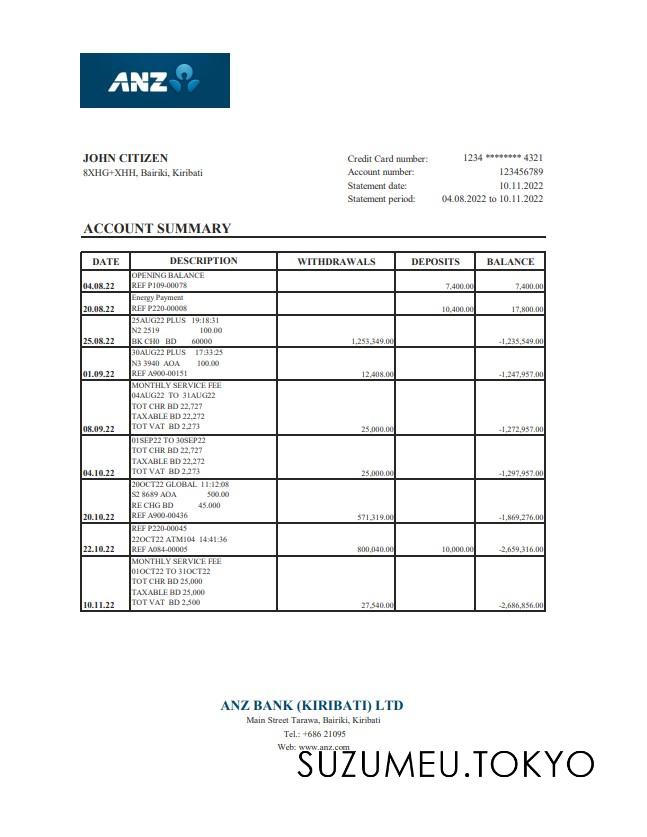 ANZ
JOHN CITIZEN
8XHG+XHH, Bairiki, Kiribati
Credit Card number: 1234 ******** 4321
Account number: 123456789
Statement date: 10.11.2022
Statement period: 04.08.2022 to 10.11.2022
ACCOUNT SUMMARY
DATE DESCRIPTION WITHDRAWALS DEPOSITS BALANCE
OPENING BALANCE
04.08.22 REF P109-00078 7,400.00 7,400.00
Energy Payment
20.08.22 REF P220-00008 10,400.00 17,800.00
25AUG22 PLUS 19:18:31
N2 2519 100.00
25.08.22 BK CH0 BD 60000 1,253,349.00 -1,235,549.00
30AUG22 PLUS 17:33:25
N3 3940 AOA 100.00
01.09.22 REF A900-00151 12,408.00 -1,247,957.00
MONTHLY SERVICE FEE
04AUG22 TO 31AUG22
TOT CHR BD 22,727
TAXABLE BD 22,272
08.09.22 TOT VAT BD 2,273 25,000.00 -1,272,957.00
01SEP22 TO 30SEP22
TOT CHR BD 22,727
TAXABLE BD 22,272
04.10.22 TOT VAT BD 2,273 25,000.00 -1,297,957.00
20OCT22 GLOBAL 11:12:08
S2 8689 AOA 500.00
RE CHG BD 45.000
20.10.22 REF A900-00436 571,319.00 -1,869,276.00
REF P220-00045
22OCT22 ATM104 14:41:36
22.10.22 REF A084-00005 800,040.00 10,000.00 -2,659,316.00
MONTHLY SERVICE FEE
01OCT22 TO 31OCT22
TOT CHR BD 25,000
TAXABLE BD 25,000
10.11.22 TOT VAT BD 2,500 27,540.00 -2,686,856.00
ANZ BANK (KIRIBATI) LTD
Main Street Tarawa, Bairiki, Kiribati
Tel.: +686 21095
Web: www.anz.com
SUZUMEU.TOKYO